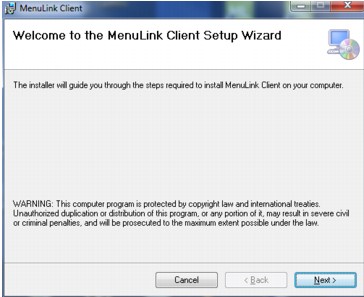 MenuLink Client
Welcome to the MenuLink Client Setup Wizard
The installer will guide you through the steps required to install MenuLink Client on your computer.
WARNING: This computer program is protected by copyright law and international treaties.
Unauthorized duplication or distribution of this program, or any portion of it, may result in severe civil
or criminal penalties, and will be prosecuted to the maximum extent possible under the law.
Cancel
< Back
Next >